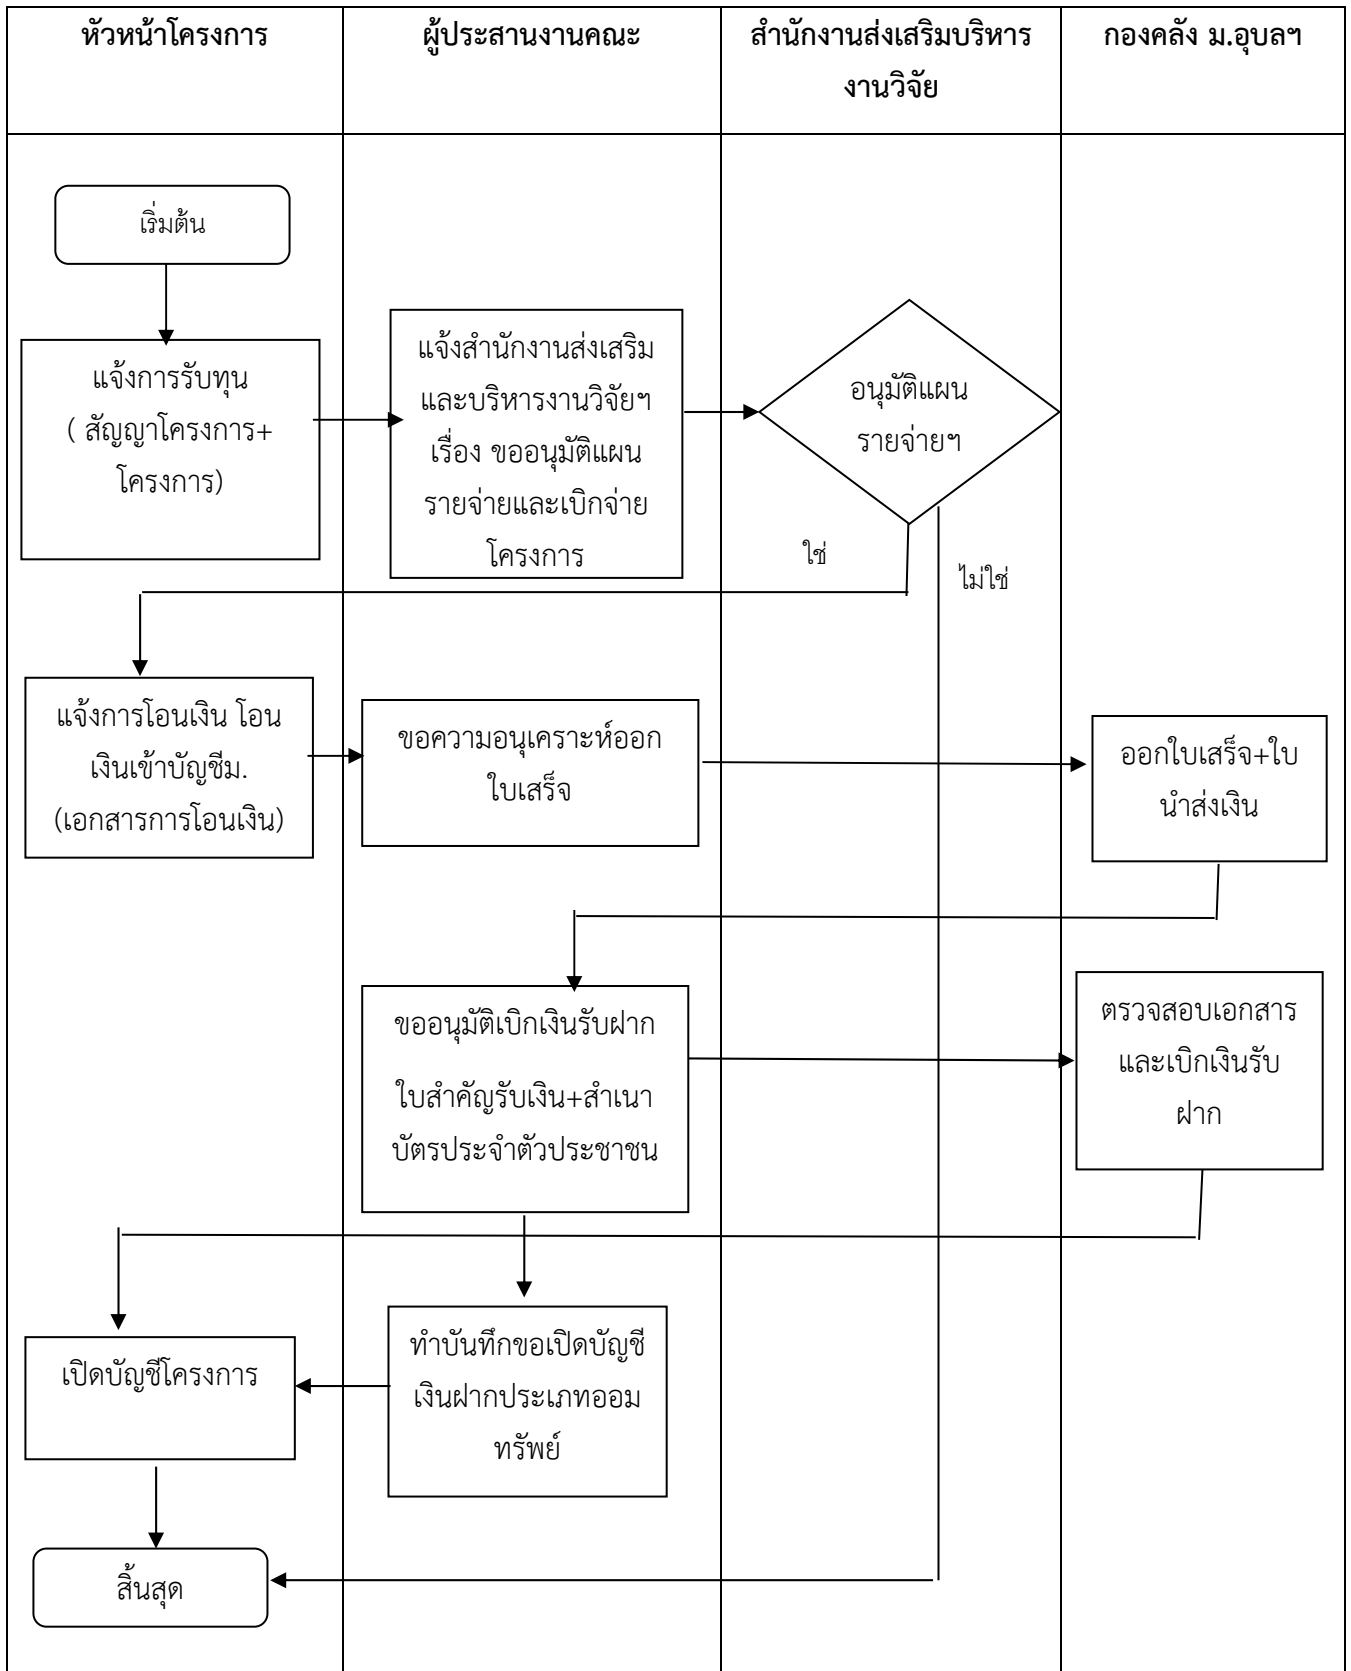 หัวหน้าโครงการ
ผู้ประสานงานคณะ
สำนักงานส่งเสริมบริหาร
งานวิจัย
กองคลัง ม.อุบลฯ
เริ่มต้น
แจ้งการรับทุน
( สัญญาโครงการ+
โครงการ)
แจ้งสำนักงานส่งเสริม
และบริหารงานวิจัยฯ
เรื่อง ขออนุมัติแผน
รายจ่ายและเบิกจ่าย
โครงการ
อนุมัติแผน
รายจ่ายฯ
ใช่
ไม่ใช่
แจ้งการโอนเงิน โอน
เงินเข้าบัญชีม.
(เอกสารการโอนเงิน)
ขอความอนุเคราะห์ออก
ใบเสร็จ
ออกใบเสร็จ+ใบ
นำส่งเงิน
ขออนุมัติเบิกเงินรับฝาก
ใบสำคัญรับเงิน+สำเนา
บัตรประจำตัวประชาชน
ตรวจสอบเอกสาร
และเบิกเงินรับ
ฝาก
เปิดบัญชีโครงการ
ทำบันทึกขอเปิดบัญชี
เงินฝากประเภทออม
ทรัพย์
สิ้นสุด